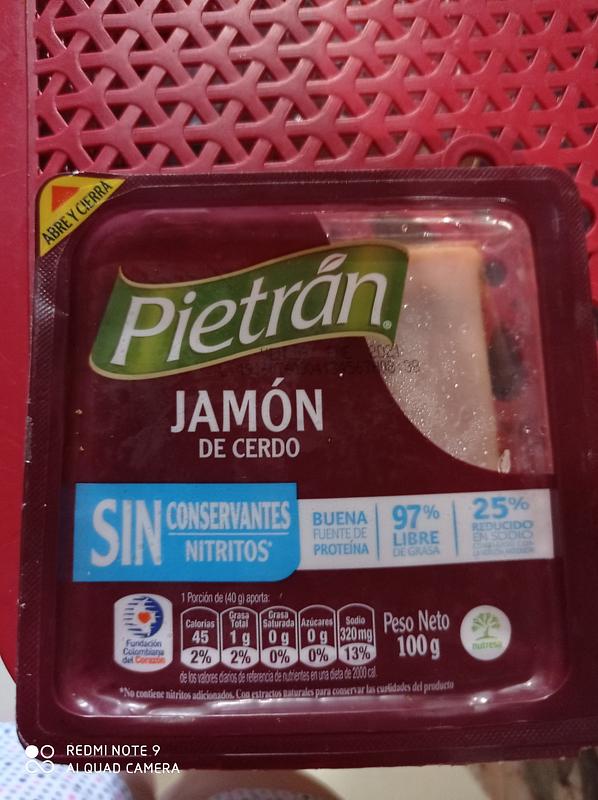 ABRE Y CIERRA
Pietrán®
JAMÓN
DE CERDO
SIN CONSERVANTES
NITRITOS*
BUENA
FUENTE DE
PROTEÍNA
97%
LIBRE
DE GRASA
25%
REDUCIDO
EN SODIO
1 Porción de (40 g) aporta:
Calorías
45
2%
Grasa
Total
1 g
2%
Grasa
Saturada
0 g
0%
Azúcares
0 g
0%
Sodio
320 mg
13%
Peso Neto
100 g
Fundación
Colombiana
del Corazón
nutresa
de los valores diarios de referencia de nutrientes en una dieta de 2000 cal.
*No contiene nitritos adicionados. Con extractos naturales para conservar las cualidades del producto
REDMI NOTE 9
AI QUAD CAMERA